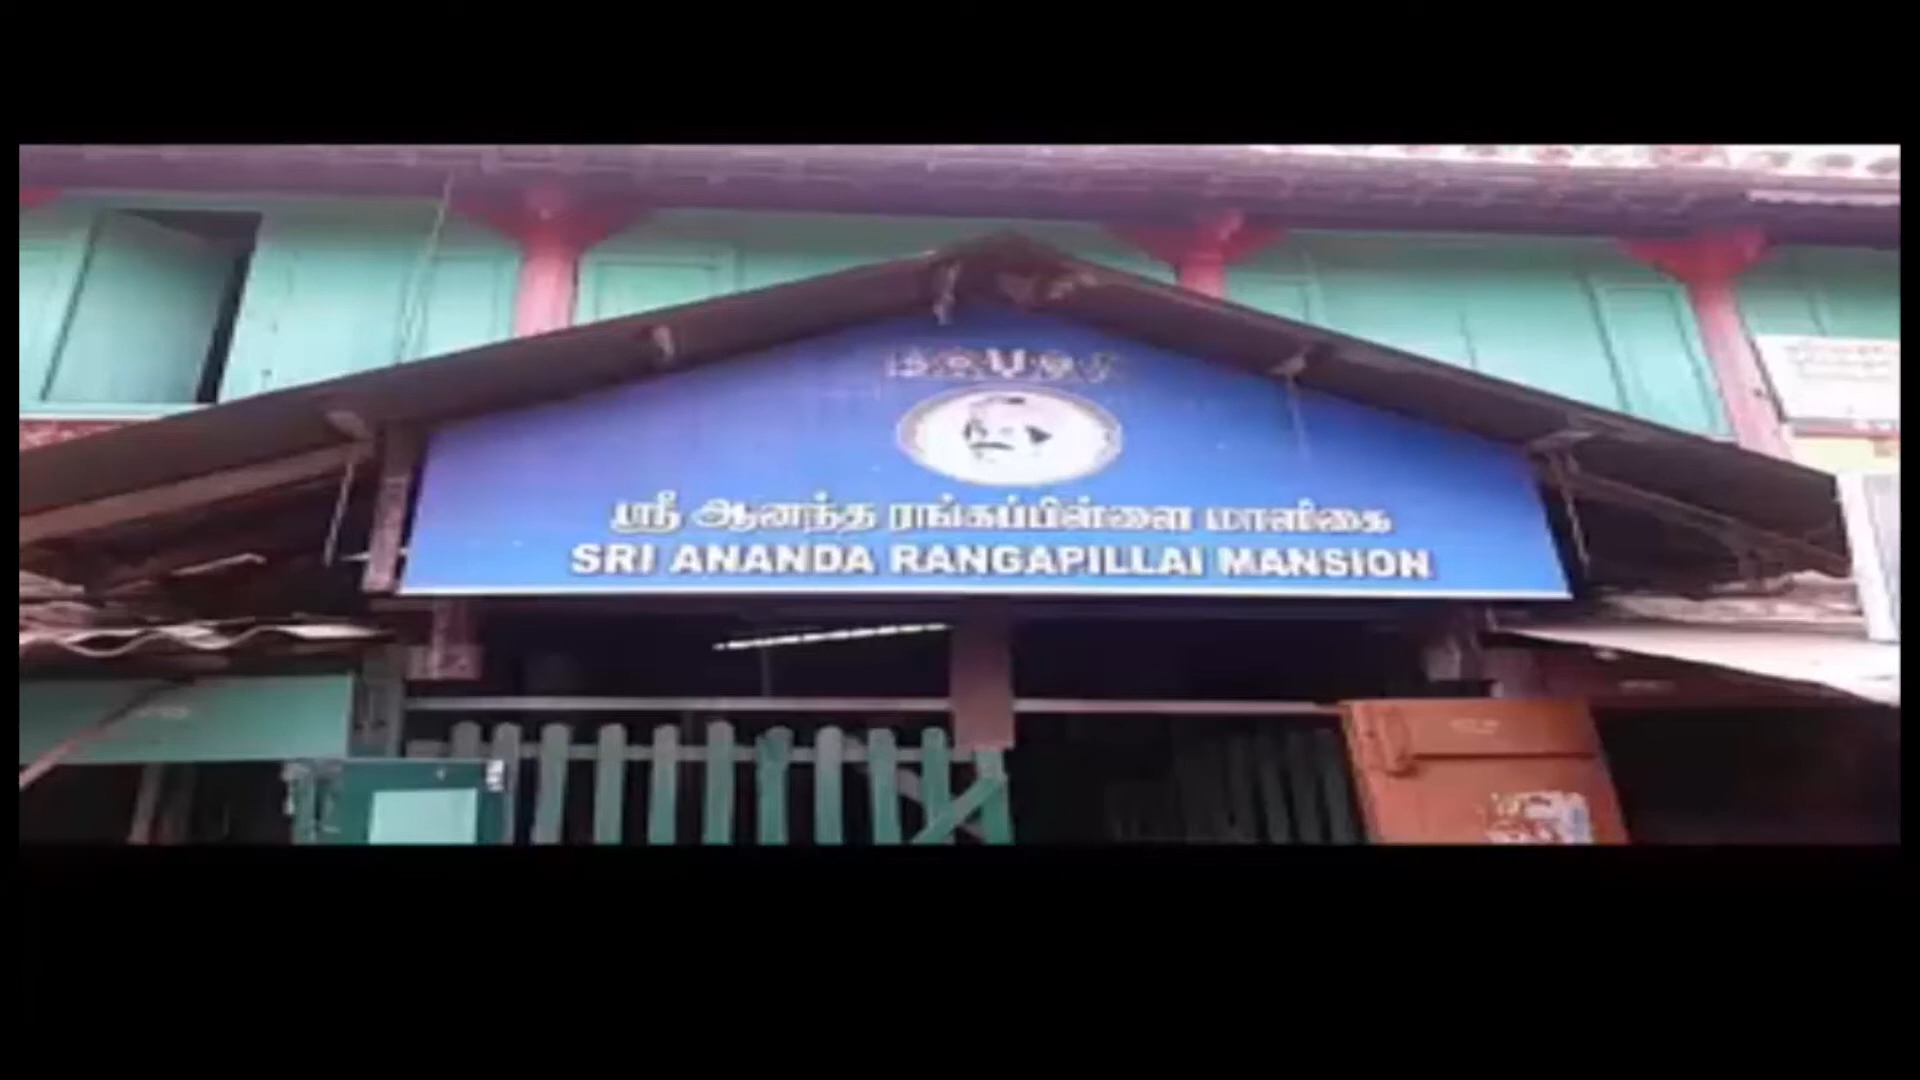 ஸ்ரீ ஆனந்த ரங்கப்பிள்ளை மாளிகை
SRI ANANDA RANGAPILLAI MANSION